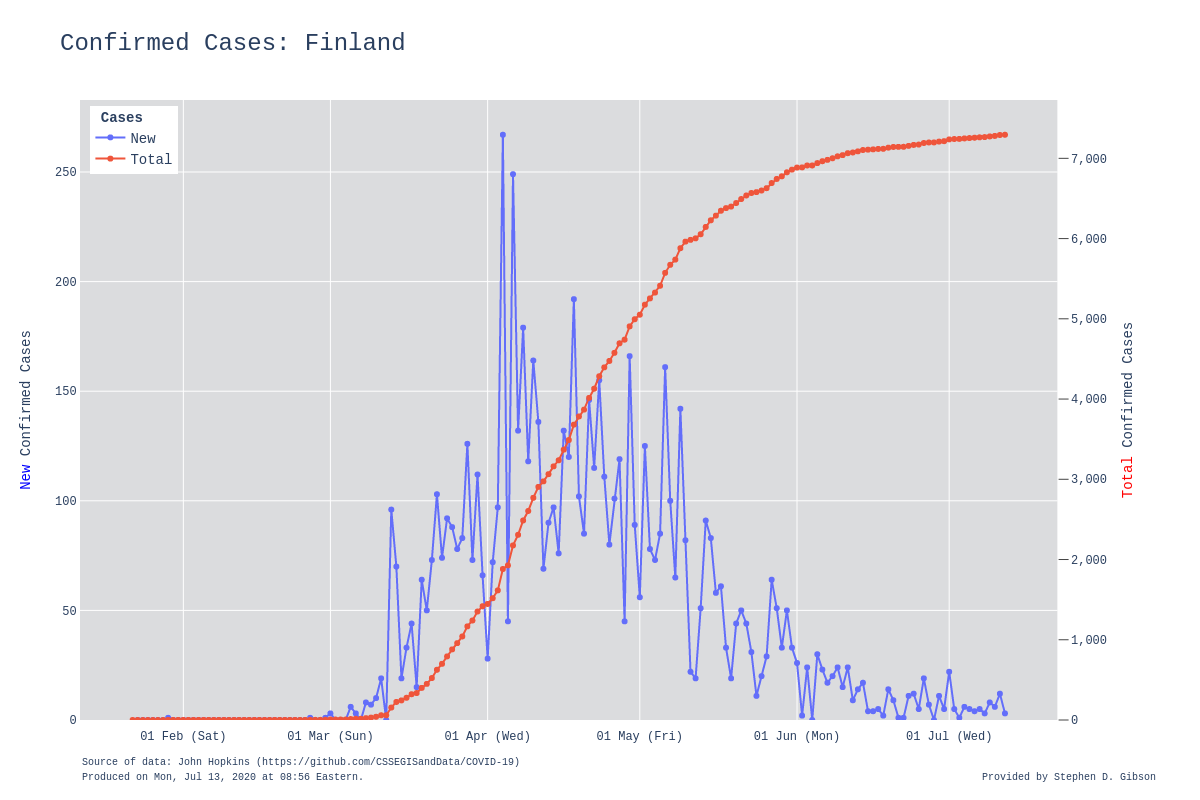 Confirmed Cases: Finland
Cases
New
Total
250
200
150
100
50
0
7,000
6,000
5,000
4,000
3,000
2,000
1,000
0
New Confirmed Cases
Total Confirmed Cases
01 Feb (Sat)
01 Mar (Sun)
01 Apr (Wed)
01 May (Fri)
01 Jun (Mon)
01 Jul (Wed)
Source of data: John Hopkins (https://github.com/CSSEGISandData/COVID-19)
Produced on Mon, Jul 13, 2020 at 08:56 Eastern.
Provided by Stephen D. Gibson